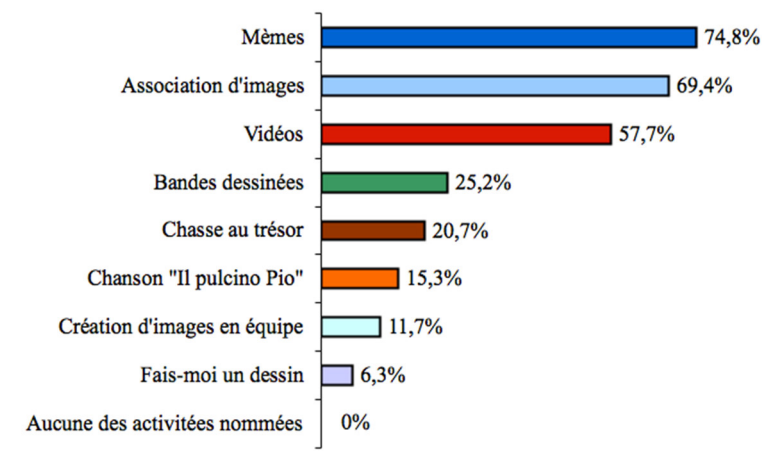 Mèmes 74,8%
Association d'images 69,4%
Vidéos 57,7%
Bandes dessinées 25,2%
Chasse au trésor 20,7%
Chanson "Il pulcino Pio" 15,3%
Création d'images en équipe 11,7%
Fais-moi un dessin 6,3%
Aucune des activitées nommées 0%